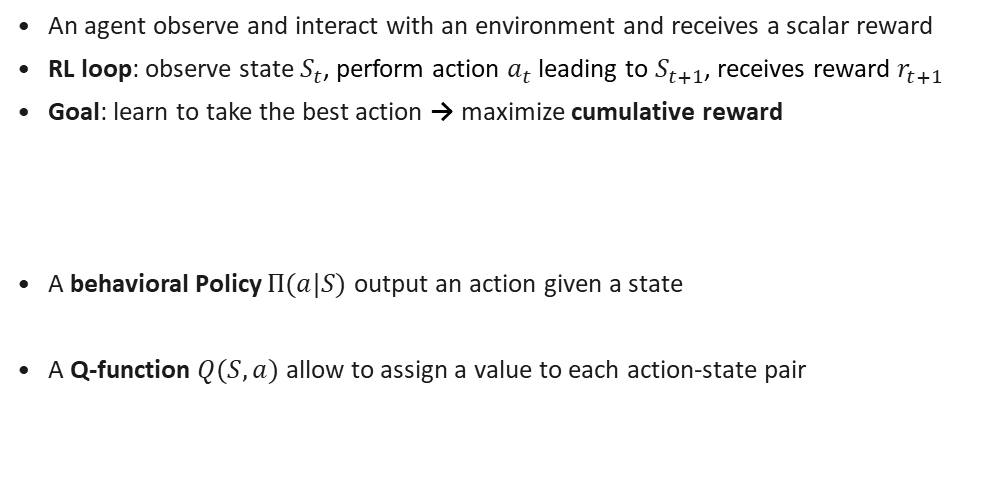 • An agent observe and interact with an environment and receives a scalar reward
• RL loop: observe state S_t, perform action a_t leading to S_{t+1}, receives reward r_{t+1}
• Goal: learn to take the best action → maximize cumulative reward
• A behavioral Policy Π(a|S) output an action given a state
• A Q-function Q(S, a) allow to assign a value to each action-state pair